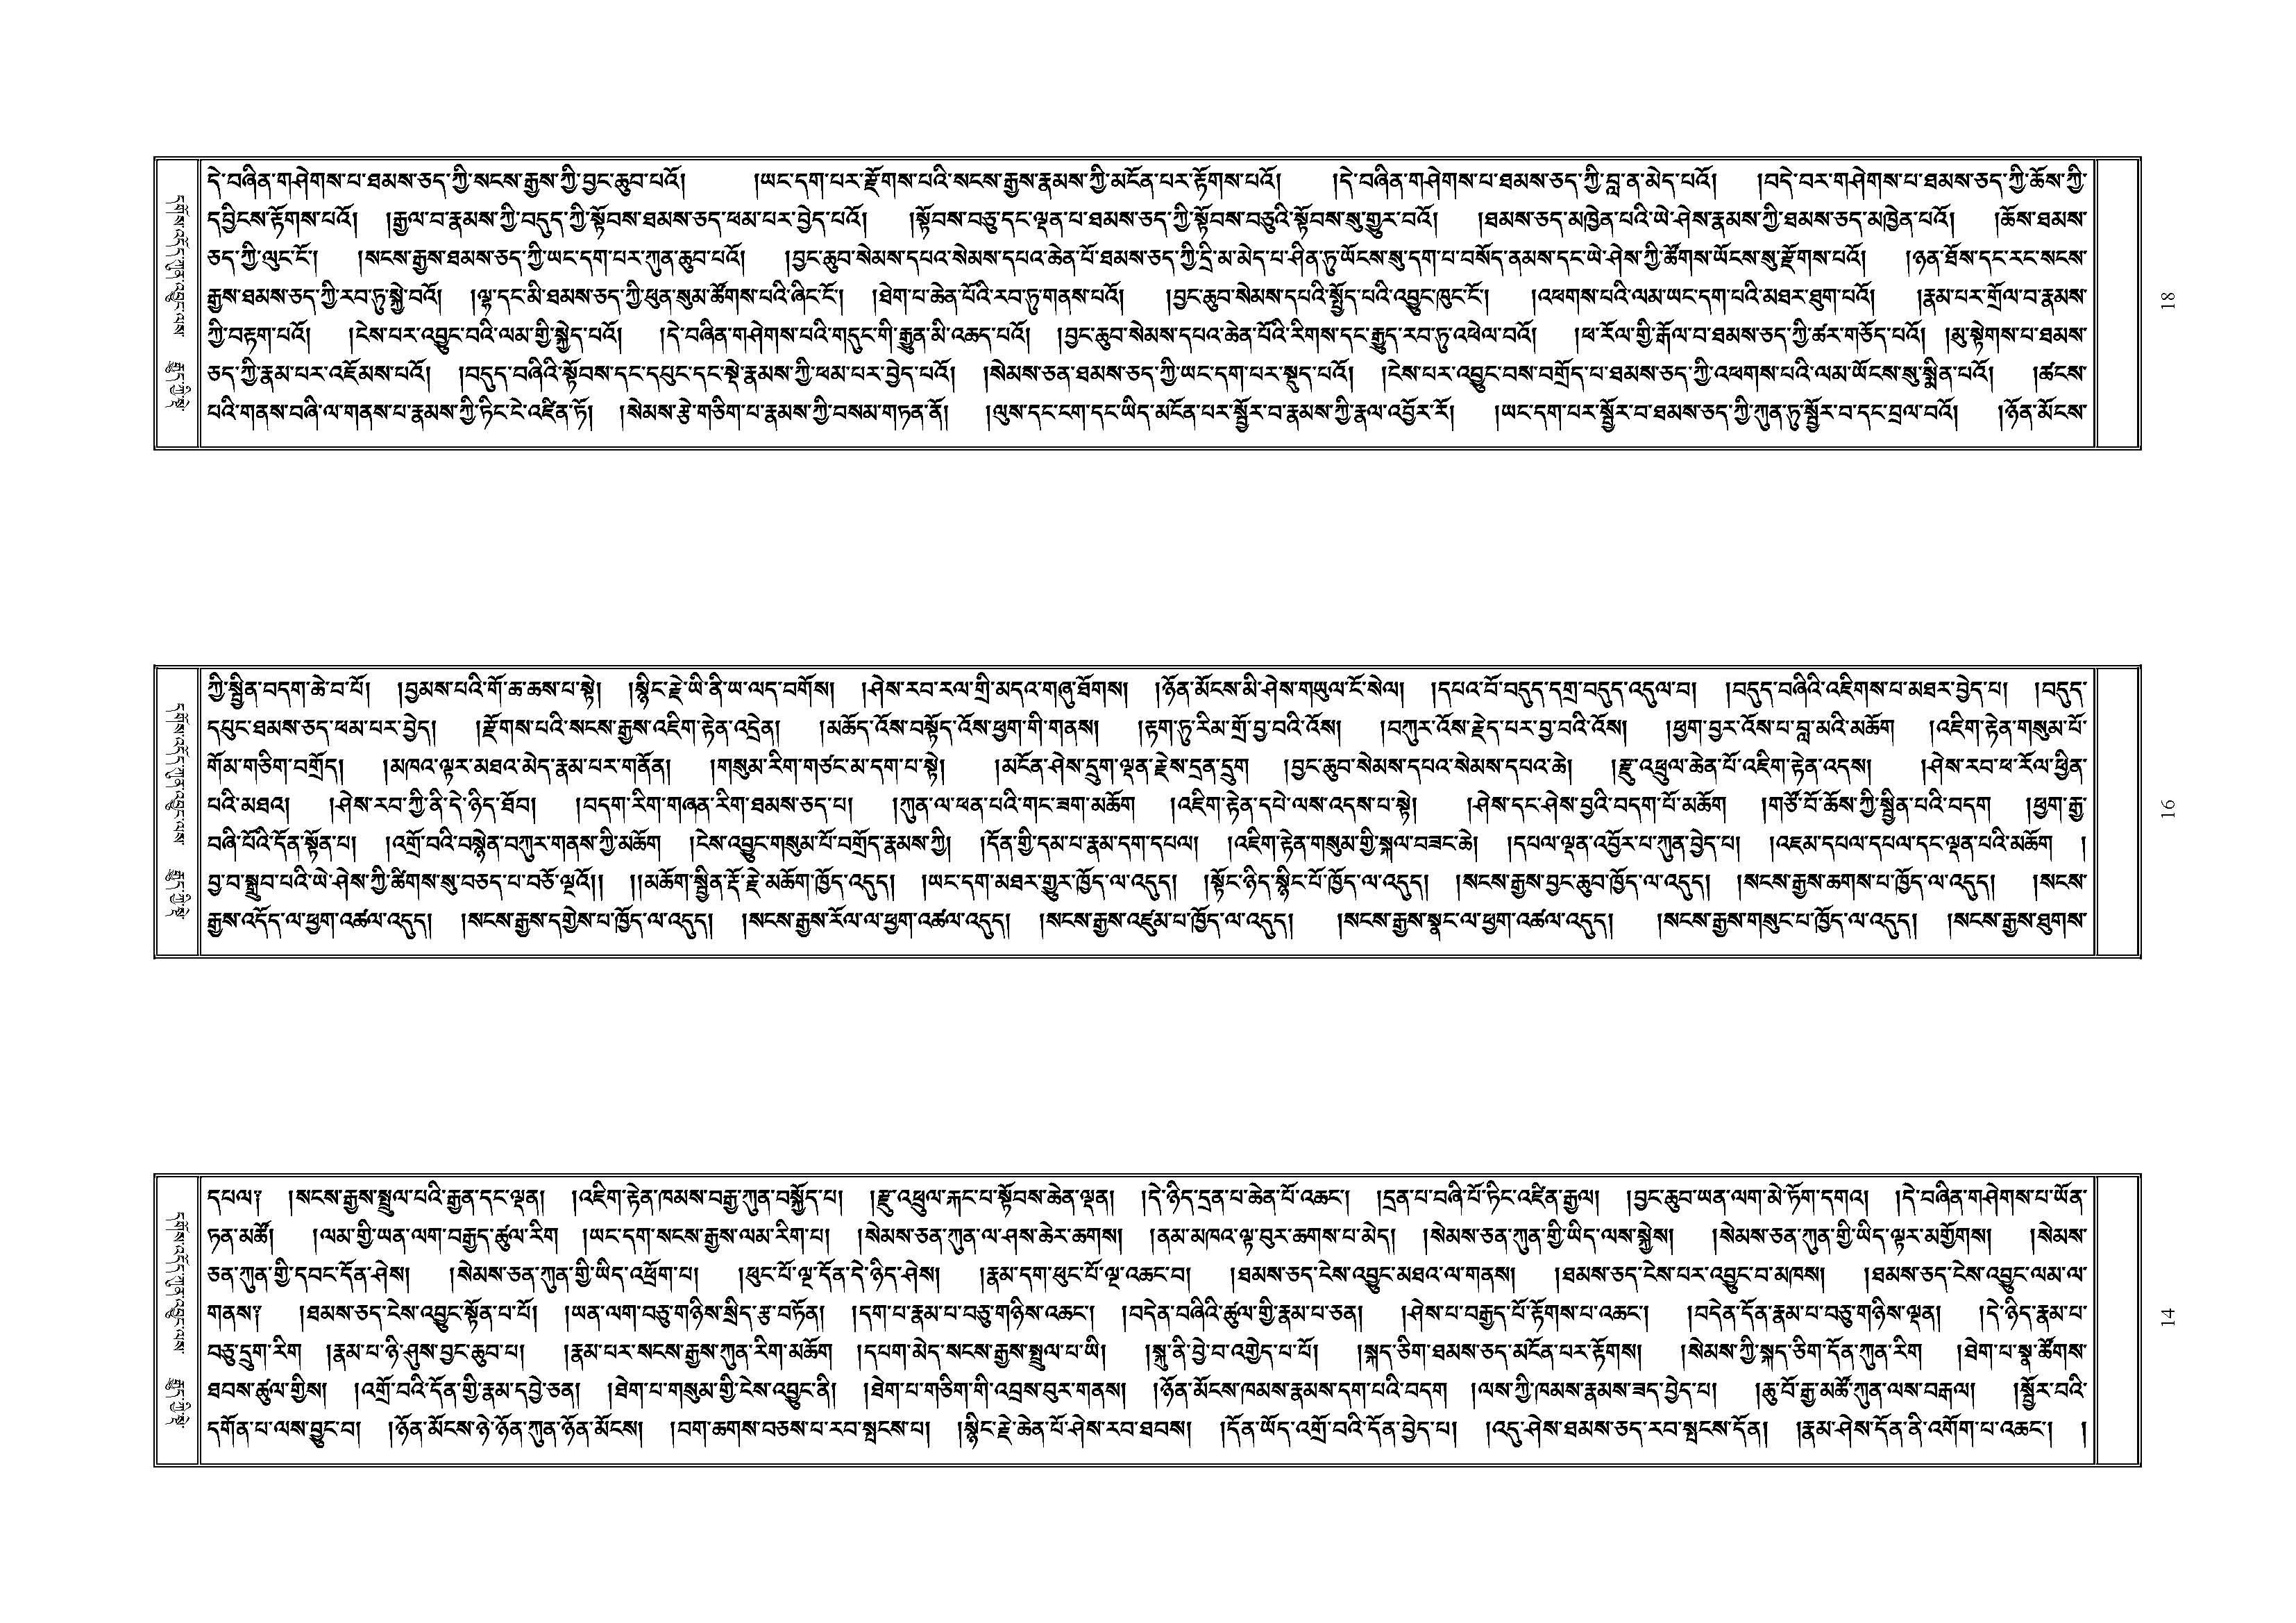 དགོས་འདོད་ཀུན་འབྱུང་ལས་ རྒྱུད་ཀྱི་སྡེ་
དེ་བཞིན་གཤེགས་པ་ཐམས་ཅད་ཀྱི་སངས་རྒྱས་ཀྱི་བྱང་ཆུབ་པའོ། །ཡང་དག་པར་རྫོགས་པའི་སངས་རྒྱས་རྣམས་ཀྱི་མངོན་པར་རྟོགས་པའོ། །དེ་བཞིན་གཤེགས་པ་ཐམས་ཅད་ཀྱི་བླ་ན་མེད་པའོ། །བདེ་བར་གཤེགས་པ་ཐམས་ཅད་ཀྱི་ཆོས་ཀྱི་
དབྱིངས་རྟོགས་པའོ། །རྒྱལ་བ་རྣམས་ཀྱི་བདུད་ཀྱི་སྟོབས་ཐམས་ཅད་ཕམ་པར་བྱེད་པའོ། །སྟོབས་བཅུ་དང་ལྡན་པ་ཐམས་ཅད་ཀྱི་སྟོབས་བཅུའི་སྟོབས་སུ་གྱུར་བའོ། །ཐམས་ཅད་མཁྱེན་པའི་ཡེ་ཤེས་རྣམས་ཀྱི་ཐམས་ཅད་མཁྱེན་པའོ། །ཆོས་ཐམས་
ཅད་ཀྱི་ལུང་ངོ་། །སངས་རྒྱས་ཐམས་ཅད་ཀྱི་ཡང་དག་པར་ཀུན་ཆུབ་པའོ། །བྱང་ཆུབ་སེམས་དཔའ་སེམས་དཔའ་ཆེན་པོ་ཐམས་ཅད་ཀྱི་དྲི་མ་མེད་པ་ཤིན་ཏུ་ཡོངས་སུ་དག་པ་བསོད་ནམས་དང་ཡེ་ཤེས་ཀྱི་ཚོགས་ཡོངས་སུ་རྫོགས་པའོ། །ཉན་ཐོས་དང་རང་སངས་
རྒྱས་ཐམས་ཅད་ཀྱི་རབ་ཏུ་སྐྱེ་བའོ། །ལྷ་དང་མི་ཐམས་ཅད་ཀྱི་ཕུན་སུམ་ཚོགས་པའི་ཞིང་ངོ་། །ཐེག་པ་ཆེན་པོའི་རབ་ཏུ་གནས་པའོ། །བྱང་ཆུབ་སེམས་དཔའི་སྤྱོད་པའི་འབྱུང་ཁུང་ངོ་། །འཕགས་པའི་ལམ་ཡང་དག་པའི་མཐར་ཐུག་པའོ། །རྣམ་པར་གྲོལ་བ་རྣམས་
ཀྱི་བརྟག་པའོ། །ངེས་པར་འབྱུང་བའི་ལམ་གྱི་སྐྱེད་པའོ། །དེ་བཞིན་གཤེགས་པའི་གདུང་གི་རྒྱུན་མི་འཆད་པའོ། །བྱང་ཆུབ་སེམས་དཔའ་ཆེན་པོའི་རིགས་དང་རྒྱུད་རབ་ཏུ་འཕེལ་བའོ། །ཕ་རོལ་གྱི་རྒོལ་བ་ཐམས་ཅད་ཀྱི་ཚར་གཅོད་པའོ། །མུ་སྟེགས་པ་ཐམས་
ཅད་ཀྱི་རྣམ་པར་འཇོམས་པའོ། །བདུད་བཞིའི་སྟོབས་དང་དཔུང་དང་སྡེ་རྣམས་ཀྱི་ཕམ་པར་བྱེད་པའོ། །སེམས་ཅན་ཐམས་ཅད་ཀྱི་ཡང་དག་པར་སྡུད་པའོ། །ངེས་པར་འབྱུང་བས་བགྲོད་པ་ཐམས་ཅད་ཀྱི་འཕགས་པའི་ལམ་ཡོངས་སུ་སྨིན་པའོ། །ཚངས་
པའི་གནས་བཞི་ལ་གནས་པ་རྣམས་ཀྱི་ཏིང་ངེ་འཛིན་ཏོ། །སེམས་རྩེ་གཅིག་པ་རྣམས་ཀྱི་བསམ་གཏན་ནོ། །ལུས་དང་ངག་དང་ཡིད་མངོན་པར་སྦྱོར་བ་རྣམས་ཀྱི་རྣལ་འབྱོར་རོ། །ཡང་དག་པར་སྦྱོར་བ་ཐམས་ཅད་ཀྱི་ཀུན་ཏུ་སྦྱོར་བ་དང་བྲལ་བའོ། །ཉོན་མོངས་
18
དགོས་འདོད་ཀུན་འབྱུང་ལས་ རྒྱུད་ཀྱི་སྡེ་
ཀྱི་སྦྱིན་བདག་ཆེ་བ་པོ། །བྱམས་པའི་གོ་ཆ་ཆས་པ་སྟེ། །སྙིང་རྗེ་ཡི་ནི་ཡ་ལད་བགོས། །ཤེས་རབ་རལ་གྲི་མདའ་གཞུ་ཐོགས། །ཉོན་མོངས་མི་ཤེས་གཡུལ་ངོ་སེལ། །དཔའ་བོ་བདུད་དགྲ་བདུད་འདུལ་བ། །བདུད་བཞིའི་འཇིགས་པ་མཐར་བྱེད་པ། །བདུད་
དཔུང་ཐམས་ཅད་ཕམ་པར་བྱེད། །རྫོགས་པའི་སངས་རྒྱས་འཇིག་རྟེན་འདྲེན། །མཆོད་འོས་བསྟོད་འོས་ཕྱག་གི་གནས། །རྟག་ཏུ་རིམ་གྲོ་བྱ་བའི་འོས། །བཀུར་འོས་རྗེད་པར་བྱ་བའི་འོས། །ཕྱག་བྱར་འོས་པ་བླ་མའི་མཆོག །འཇིག་རྟེན་གསུམ་པོ་
གོམ་གཅིག་བགྲོད། །མཁའ་ལྟར་མཐའ་མེད་རྣམ་པར་གནོན། །གསུམ་རིག་གཙང་མ་དག་པ་སྟེ། །མངོན་ཤེས་དྲུག་ལྡན་རྗེས་དྲན་དྲུག །བྱང་ཆུབ་སེམས་དཔའ་སེམས་དཔའ་ཆེ། །རྫུ་འཕྲུལ་ཆེན་པོ་འཇིག་རྟེན་འདས། །ཤེས་རབ་ཕ་རོལ་ཕྱིན་
པའི་མཐའ། །ཤེས་རབ་ཀྱི་ནི་དེ་ཉིད་ཐོབ། །བདག་རིག་གཞན་རིག་ཐམས་ཅད་པ། །ཀུན་ལ་ཕན་པའི་གང་ཟག་མཆོག །འཇིག་རྟེན་དཔེ་ལས་འདས་པ་སྟེ། །ཤེས་དང་ཤེས་བྱའི་བདག་པོ་མཆོག །གཙོ་བོ་ཆོས་ཀྱི་སྦྱིན་པའི་བདག །ཕྱག་རྒྱ་
བཞི་པོའི་དོན་སྟོན་པ། །འགྲོ་བའི་བསྙེན་བཀུར་གནས་ཀྱི་མཆོག །ངེས་འབྱུང་གསུམ་པོ་བགྲོད་རྣམས་ཀྱི། །དོན་གྱི་དམ་པ་རྣམ་དག་དཔལ། །འཇིག་རྟེན་གསུམ་གྱི་སྐལ་བཟང་ཆེ། །དཔལ་ལྡན་འབྱོར་པ་ཀུན་བྱེད་པ། །འཇམ་དཔལ་དཔལ་དང་ལྡན་པའི་མཆོག །
བྱ་བ་སྒྲུབ་པའི་ཡེ་ཤེས་ཀྱི་ཚིགས་སུ་བཅད་པ་བཅོ་ལྔའོ།། །།མཆོག་སྦྱིན་རྡོ་རྗེ་མཆོག་ཁྱོད་འདུད། །ཡང་དག་མཐར་གྱུར་ཁྱོད་ལ་འདུད། །སྟོང་ཉིད་སྙིང་པོ་ཁྱོད་ལ་འདུད། །སངས་རྒྱས་བྱང་ཆུབ་ཁྱོད་ལ་འདུད། །སངས་རྒྱས་ཆགས་པ་ཁྱོད་ལ་འདུད། །སངས་
རྒྱས་འདོད་ལ་ཕྱག་འཚལ་འདུད། །སངས་རྒྱས་དགྱེས་པ་ཁྱོད་ལ་འདུད། །སངས་རྒྱས་རོལ་ལ་ཕྱག་འཚལ་འདུད། །སངས་རྒྱས་འཛུམ་པ་ཁྱོད་ལ་འདུད། །སངས་རྒྱས་སྣང་ལ་ཕྱག་འཚལ་འདུད། །སངས་རྒྱས་གསུང་པ་ཁྱོད་ལ་འདུད། །སངས་རྒྱས་ཐུགས་
16
དགོས་འདོད་ཀུན་འབྱུང་ལས་ རྒྱུད་ཀྱི་སྡེ་
དཔལ༑ །སངས་རྒྱས་སྤྲུལ་པའི་རྒྱན་དང་ལྡན། །འཇིག་རྟེན་ཁམས་བརྒྱ་ཀུན་བསྐྱོད་པ། །རྫུ་འཕྲུལ་རྐང་པ་སྟོབས་ཆེན་ལྡན། །དེ་ཉིད་དྲན་པ་ཆེན་པོ་འཆང་། །དྲན་པ་བཞི་པོ་ཏིང་འཛིན་རྒྱལ། །བྱང་ཆུབ་ཡན་ལག་མེ་ཏོག་དགའ། །དེ་བཞིན་གཤེགས་པ་ཡོན་
ཏན་མཚོ། །ལམ་གྱི་ཡན་ལག་བརྒྱད་ཚུལ་རིག །ཡང་དག་སངས་རྒྱས་ལམ་རིག་པ། །སེམས་ཅན་ཀུན་ལ་ཤས་ཆེར་ཆགས། །ནམ་མཁའ་ལྟ་བུར་ཆགས་པ་མེད། །སེམས་ཅན་ཀུན་གྱི་ཡིད་ལས་སྐྱེས། །སེམས་ཅན་ཀུན་གྱི་ཡིད་ལྟར་མགྱོགས། །སེམས་
ཅན་ཀུན་གྱི་དབང་དོན་ཤེས། །སེམས་ཅན་ཀུན་གྱི་ཡིད་འཕྲོག་པ། །ཕུང་པོ་ལྔ་དོན་དེ་ཉིད་ཤེས། །རྣམ་དག་ཕུང་པོ་ལྔ་འཆང་བ། །ཐམས་ཅད་ངེས་འབྱུང་མཐའ་ལ་གནས། །ཐམས་ཅད་ངེས་པར་འབྱུང་བ་མཁས། །ཐམས་ཅད་ངེས་འབྱུང་ལམ་ལ་
གནས༑ །ཐམས་ཅད་ངེས་འབྱུང་སྟོན་པ་པོ། །ཡན་ལག་བཅུ་གཉིས་སྲིད་རྩ་བཏོན། །དག་པ་རྣམ་པ་བཅུ་གཉིས་འཆང་། །བདེན་བཞིའི་ཚུལ་གྱི་རྣམ་པ་ཅན། །ཤེས་པ་བརྒྱད་པོ་རྟོགས་པ་འཆང་། །བདེན་དོན་རྣམ་པ་བཅུ་གཉིས་ལྡན། །དེ་ཉིད་རྣམ་པ་
བཅུ་དྲུག་རིག །རྣམ་པ་ཉི་ཤུས་བྱང་ཆུབ་པ། །རྣམ་པར་སངས་རྒྱས་ཀུན་རིག་མཆོག །དཔག་མེད་སངས་རྒྱས་སྤྲུལ་པ་ཡི། །སྐུ་ནི་བྱེ་བ་འགྱེད་པ་པོ། །སྐད་ཅིག་ཐམས་ཅད་མངོན་པར་རྟོགས། །སེམས་ཀྱི་སྐད་ཅིག་དོན་ཀུན་རིག །ཐེག་པ་སྣ་ཚོགས་
ཐབས་ཚུལ་གྱིས། །འགྲོ་བའི་དོན་གྱི་རྣམ་དབྱེ་ཅན། །ཐེག་པ་གསུམ་གྱི་ངེས་འབྱུང་ནི། །ཐེག་པ་གཅིག་གི་འབྲས་བུར་གནས། །ཉོན་མོངས་ཁམས་རྣམས་དག་པའི་བདག །ལས་ཀྱི་ཁམས་རྣམས་ཟད་བྱེད་པ། །ཆུ་བོ་རྒྱ་མཚོ་ཀུན་ལས་བརྒལ། །སྦྱོར་བའི་
དགོན་པ་ལས་བྱུང་བ། །ཉོན་མོངས་ཉེ་ཉོན་ཀུན་ཉོན་མོངས། །བག་ཆགས་བཅས་པ་རབ་སྤངས་པ། །སྙིང་རྗེ་ཆེན་པོ་ཤེས་རབ་ཐབས། །དོན་ཡོད་འགྲོ་བའི་དོན་བྱེད་པ། །འདུ་ཤེས་ཐམས་ཅད་རབ་སྤངས་དོན། །རྣམ་ཤེས་དོན་ནི་འགོག་པ་འཆང་། །
14